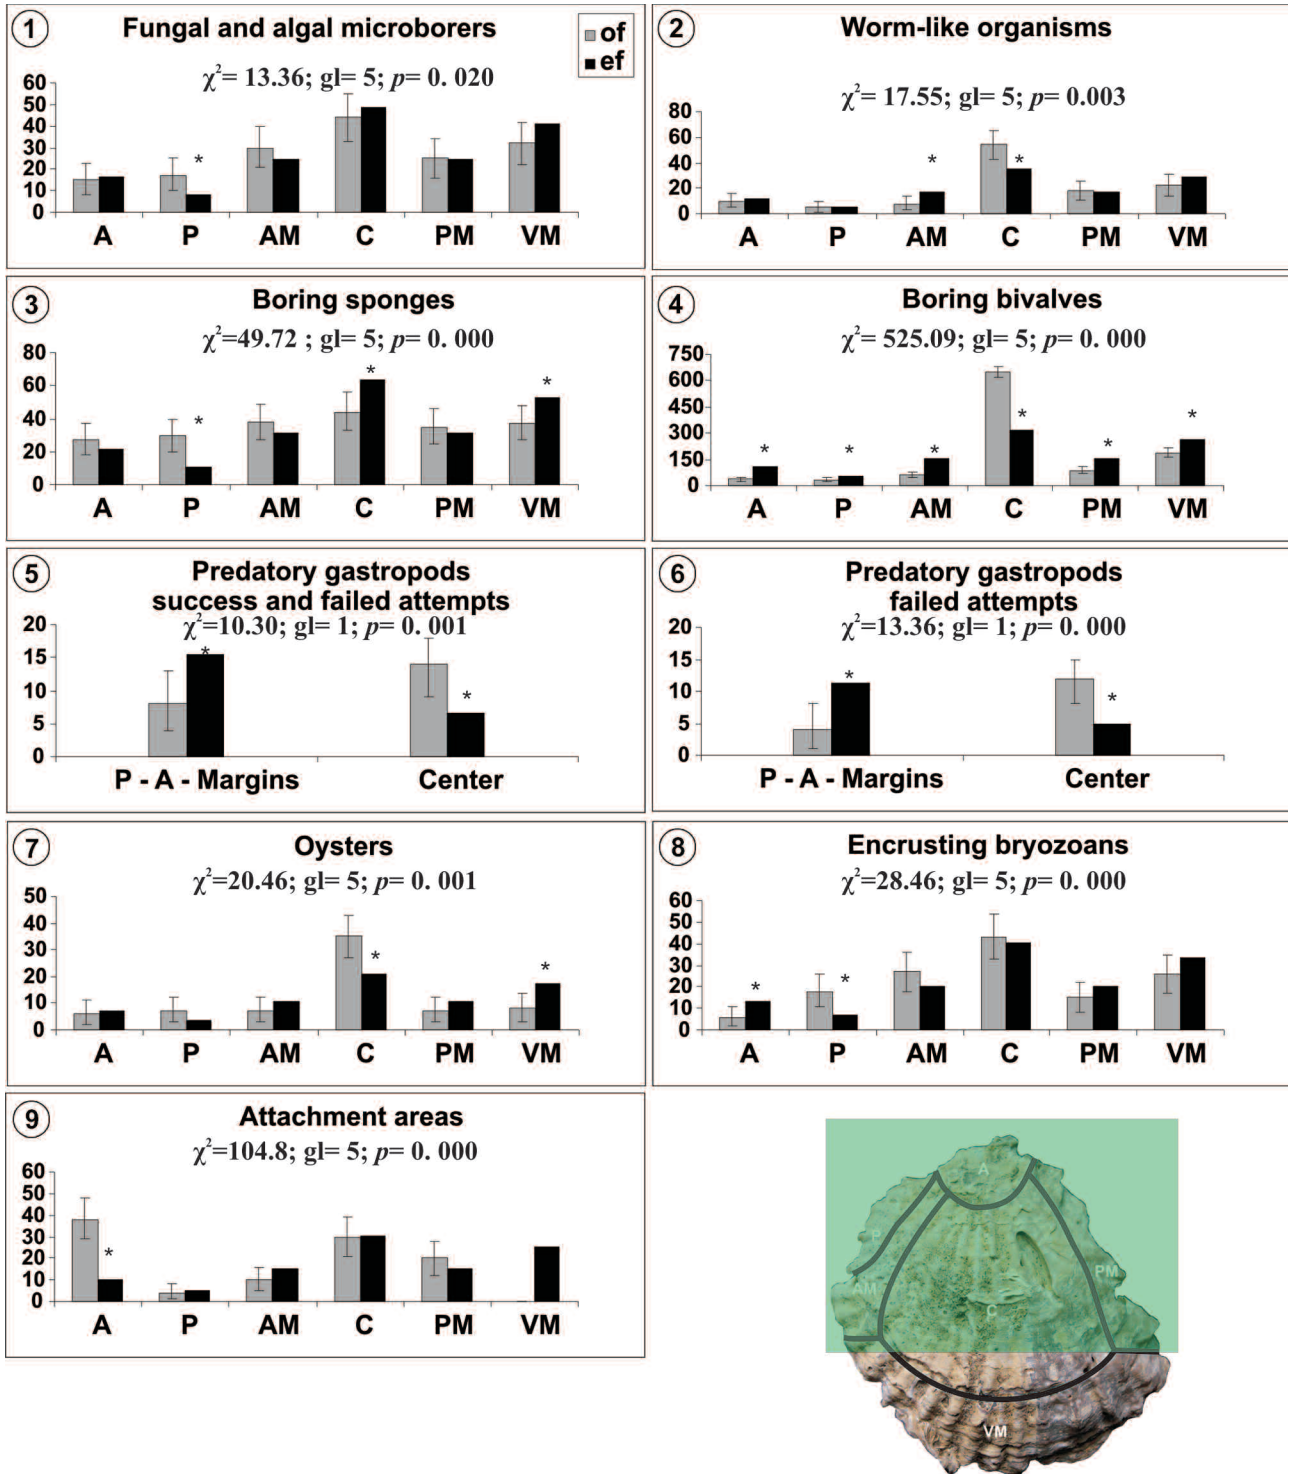 1
Fungal and algal microborers
of
ef
χ²= 13.36; gl= 5; p= 0. 020
60
50
40
30
20
10
0
*
A P AM C PM VM
2
Worm-like organisms
χ²= 17.55; gl= 5; p= 0.003
80
60
40
20
0
* *
A P AM C PM VM
3
Boring sponges
χ²=49.72 ; gl= 5; p= 0. 000
80
60
40
20
0
* * *
A P AM C PM VM
4
Boring bivalves
χ²= 525.09; gl= 5; p= 0. 000
750
600
450
300
150
0
* * * * * *
A P AM C PM VM
5
Predatory gastropods
success and failed attempts
χ²=10.30; gl= 1; p= 0. 001
20
15
10
5
0
* *
P - A - Margins Center
6
Predatory gastropods
failed attempts
χ²=13.36; gl= 1; p= 0. 000
20
15
10
5
0
* *
P - A - Margins Center
7
Oysters
χ²=20.46; gl= 5; p= 0. 001
50
40
30
20
10
0
* *
A P AM C PM VM
8
Encrusting bryozoans
χ²=28.46; gl= 5; p= 0. 000
60
50
40
30
20
10
0
* *
A P AM C PM VM
9
Attachment areas
χ²=104.8; gl= 5; p= 0. 000
60
50
40
30
20
10
0
*
A P AM C PM VM
A
P
AM
PM
C
VM